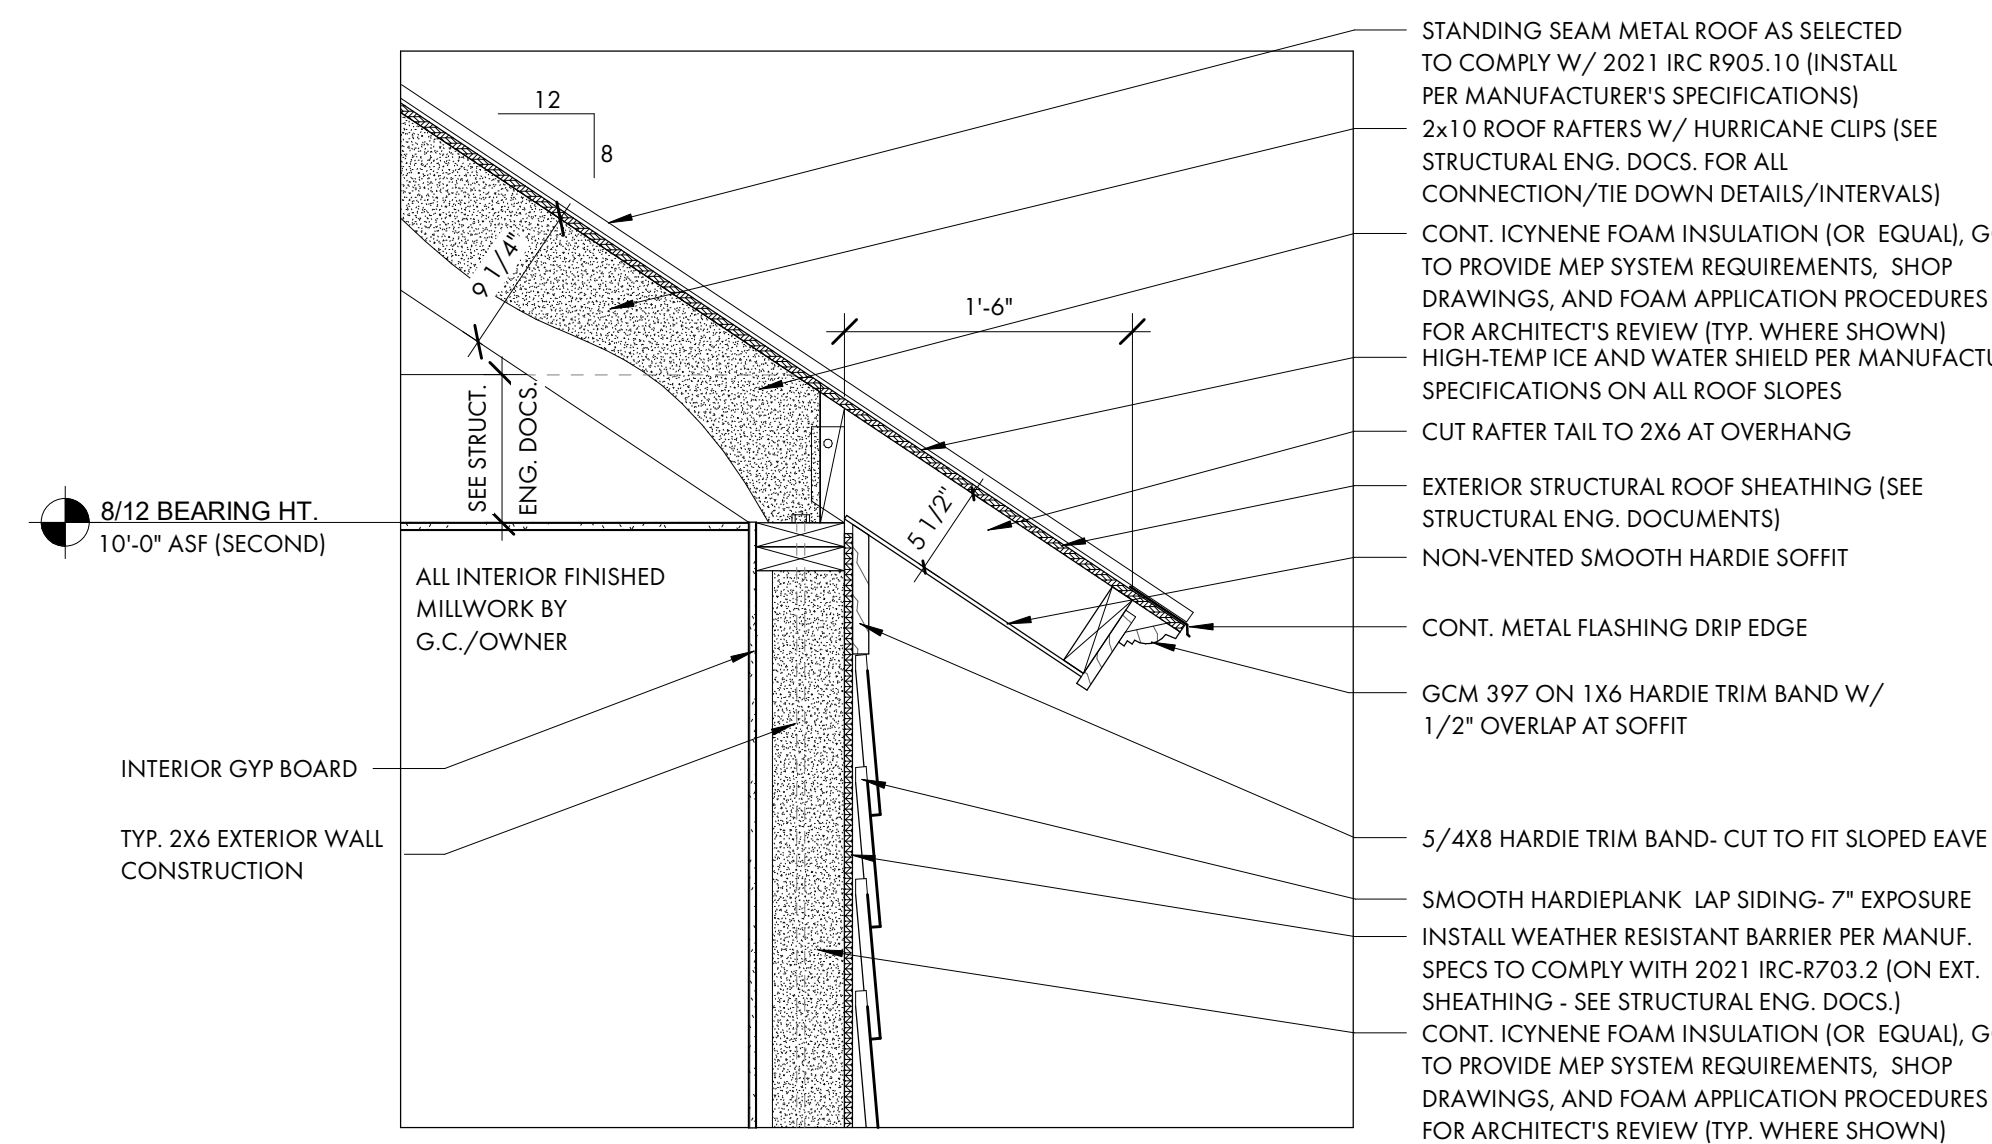 STANDING SEAM METAL ROOF AS SELECTED
TO COMPLY W/ 2021 IRC R905.10 (INSTALL
PER MANUFACTURER'S SPECIFICATIONS)
2x10 ROOF RAFTERS W/ HURRICANE CLIPS (SEE
STRUCTURAL ENG. DOCS. FOR ALL
CONNECTION/TIE DOWN DETAILS/INTERVALS)
CONT. ICYNENE FOAM INSULATION (OR EQUAL),
TO PROVIDE MEP SYSTEM REQUIREMENTS, SHOP
DRAWINGS, AND FOAM APPLICATION PROCEDURES
FOR ARCHITECT'S REVIEW (TYP. WHERE SHOWN)
HIGH-TEMP ICE AND WATER SHIELD PER
SPECIFICATIONS ON ALL ROOF SLOPES
CUT RAFTER TAIL TO 2X6 AT OVERHANG
EXTERIOR STRUCTURAL ROOF SHEATHING (SEE
STRUCTURAL ENG. DOCUMENTS)
NON-VENTED SMOOTH HARDIE SOFFIT
CONT. METAL FLASHING DRIP EDGE
GCM 397 ON 1X6 HARDIE TRIM BAND W/
1/2" OVERLAP AT SOFFIT
5/4X8 HARDIE TRIM BAND- CUT TO FIT SLOPED EAVE
SMOOTH HARDIEPLANK LAP SIDING- 7" EXPOSURE
INSTALL WEATHER RESISTANT BARRIER PER MANUF.
SPECS TO COMPLY WITH 2021 IRC-R703.2 (ON EXT.
SHEATHING - SEE STRUCTURAL ENG. DOCS.)
CONT. ICYNENE FOAM INSULATION (OR EQUAL),
TO PROVIDE MEP SYSTEM REQUIREMENTS, SHOP
DRAWINGS, AND FOAM APPLICATION PROCEDURES
FOR ARCHITECT'S REVIEW (TYP. WHERE SHOWN)
12
8
9 1/4"
1'-6"
SEE STRUCT.
ENG. DOCS.
5 1/2"
8/12 BEARING HT.
10'-0" ASF (SECOND)
ALL INTERIOR FINISHED
MILLWORK BY
G.C./OWNER
INTERIOR GYP BOARD
TYP. 2X6 EXTERIOR WALL
CONSTRUCTION